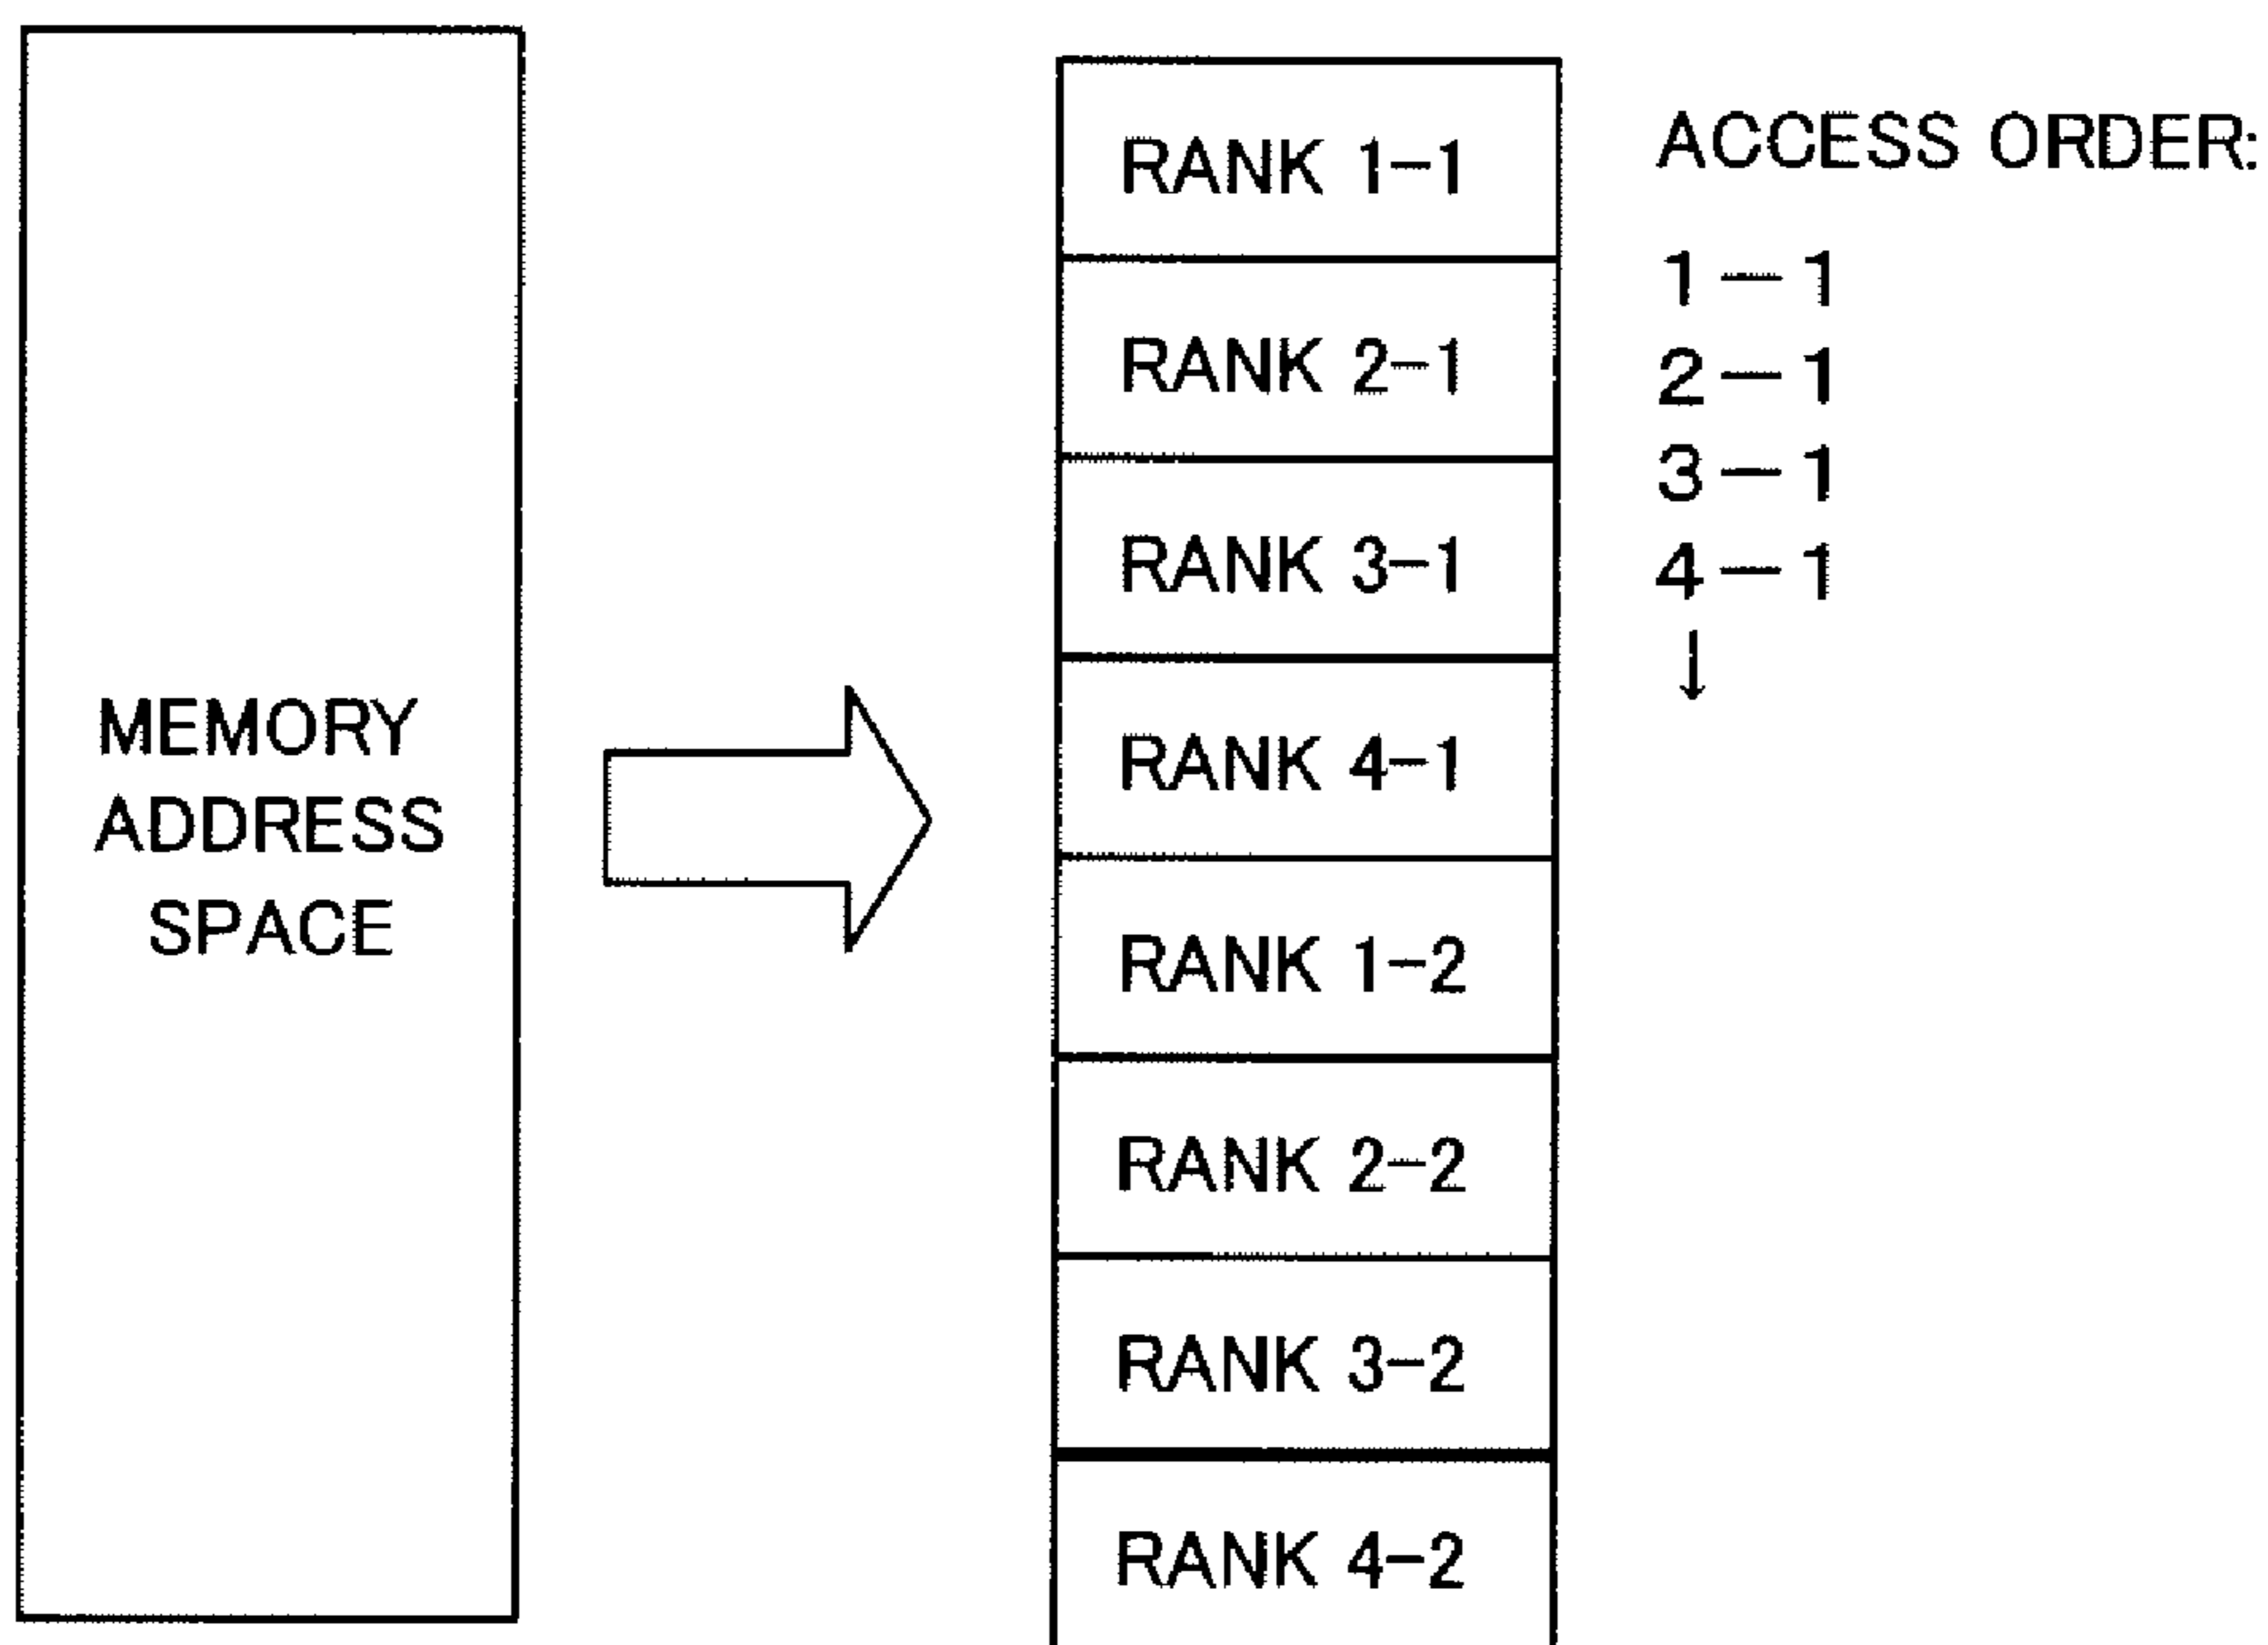 MEMORY
ADDRESS
SPACE
RANK 1-1
RANK 2-1
RANK 3-1
RANK 4-1
RANK 1-2
RANK 2-2
RANK 3-2
RANK 4-2
ACCESS ORDER:
1-1
2-1
3-1
4-1
↓